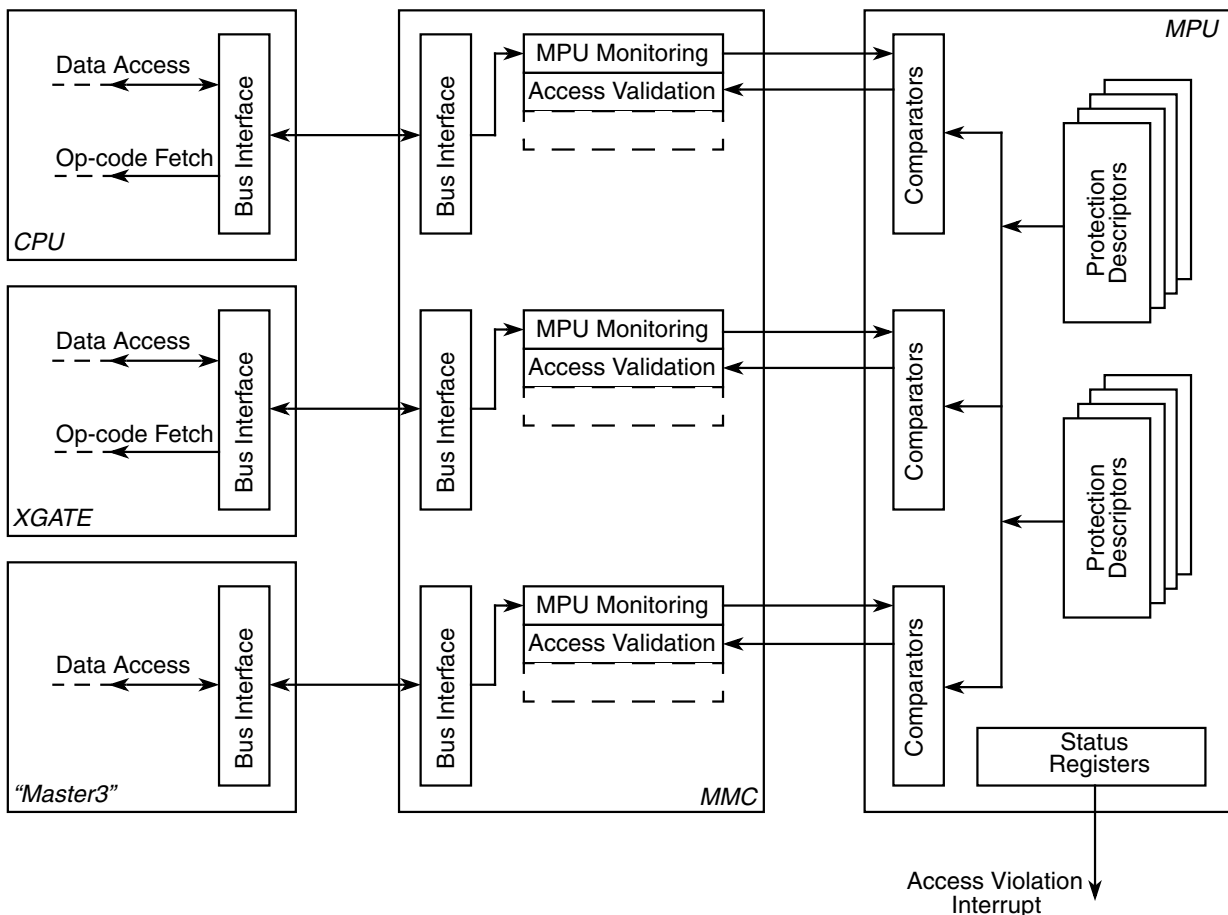 MPU
Data Access
Op-code Fetch
Bus Interface
CPU
Bus Interface
MPU Monitoring
Access Validation
Comparators
Protection
Descriptors
Data Access
Op-code Fetch
Bus Interface
XGATE
Bus Interface
MPU Monitoring
Access Validation
Comparators
Protection
Descriptors
Data Access
Bus Interface
“Master3”
Bus Interface
MPU Monitoring
Access Validation
MMC
Comparators
Status
Registers
Access Violation
Interrupt